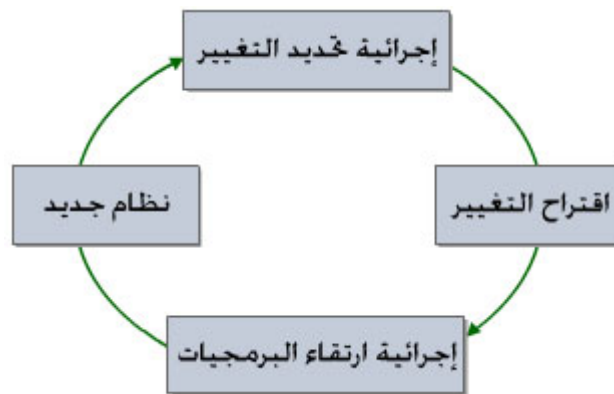 إجرائية تحديد التغيير
اقتراح التغيير
إجرائية ارتقاء البرمجيات
نظام جديد